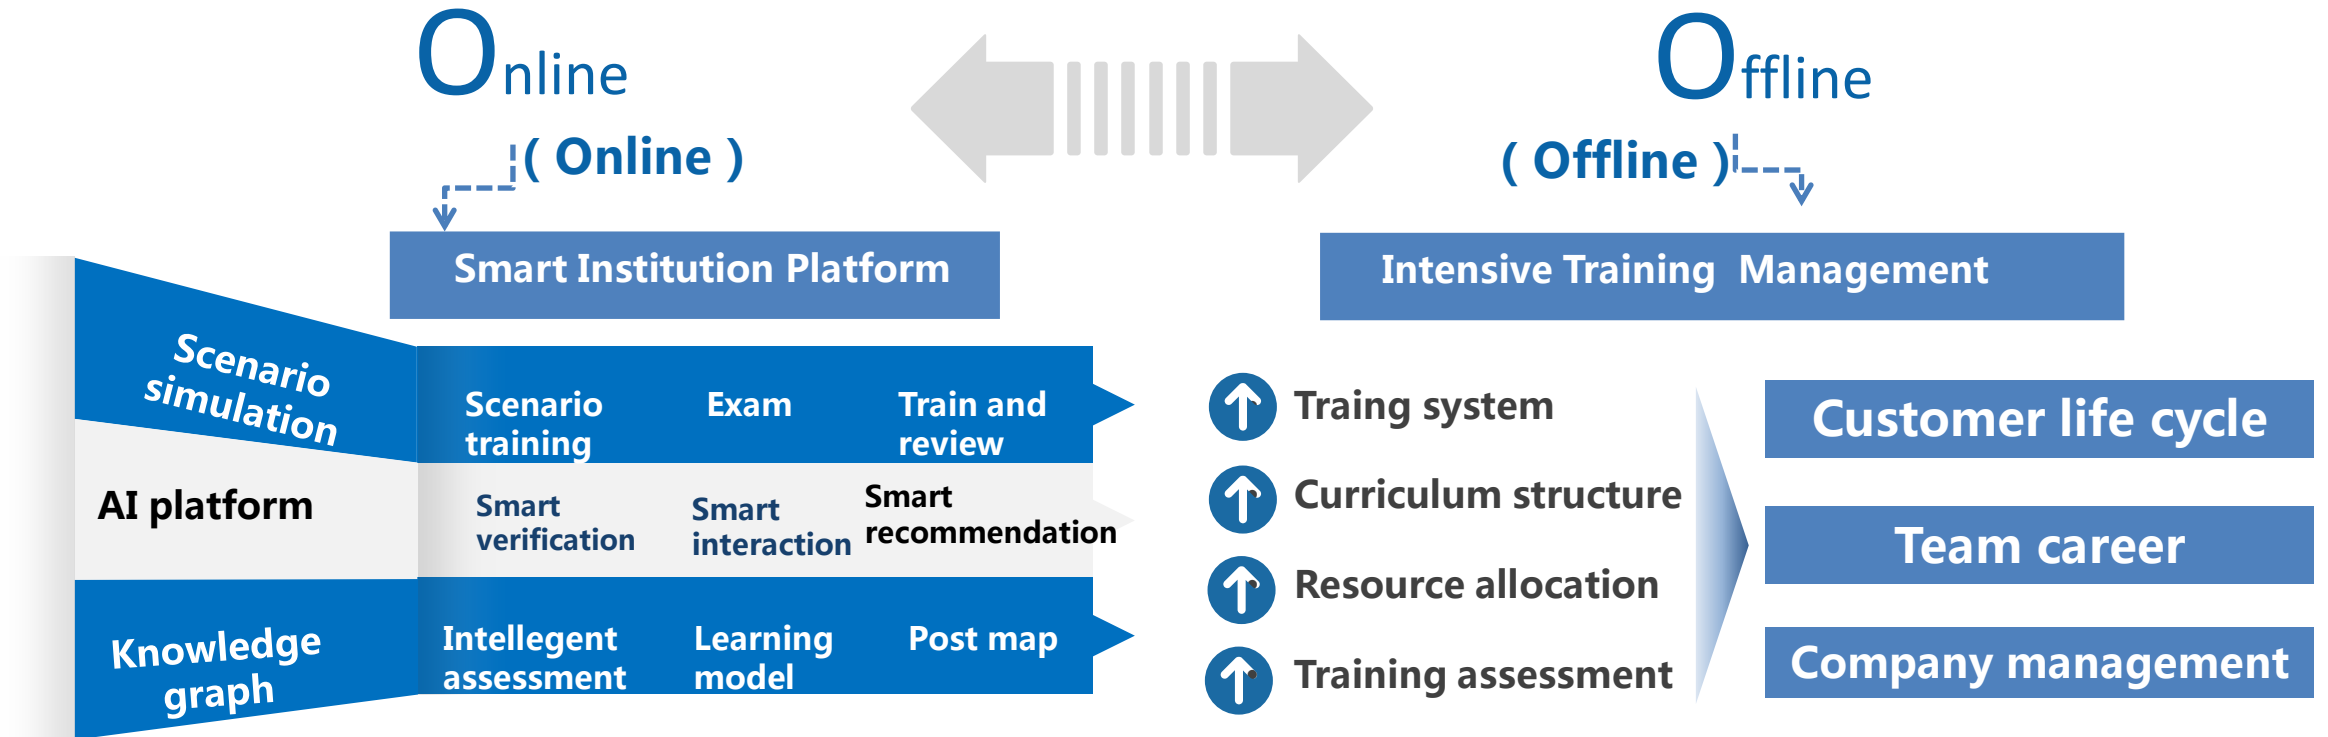 Online
( Online )
Smart Institution Platform
Scenario
simulation
Scenario
training
Exam
Train and
review
AI platform
Smart
verification
Smart
interaction
Smart
recommendation
Knowledge
graph
Intellegent
assessment
Learning
model
Post map
Offline
( Offline )
Intensive Training Management
Traing system
Curriculum structure
Resource allocation
Training assessment
Customer life cycle
Team career
Company management